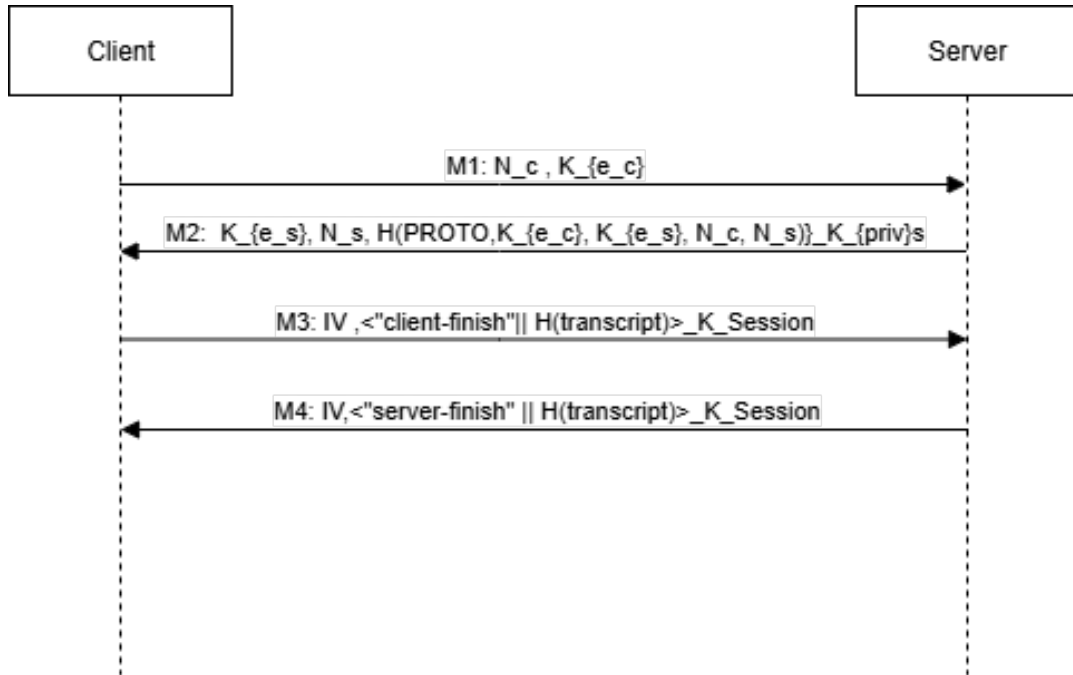 Client
Server
M1: N_c , K_{e_c}
M2:  K_{e_s}, N_s, H(PROTO,K_{e_c}, K_{e_s}, N_c, N_s)}_K_{priv}s
M3: IV ,<"client-finish"|| H(transcript)>_K_Session
M4: IV,<"server-finish" || H(transcript)>_K_Session